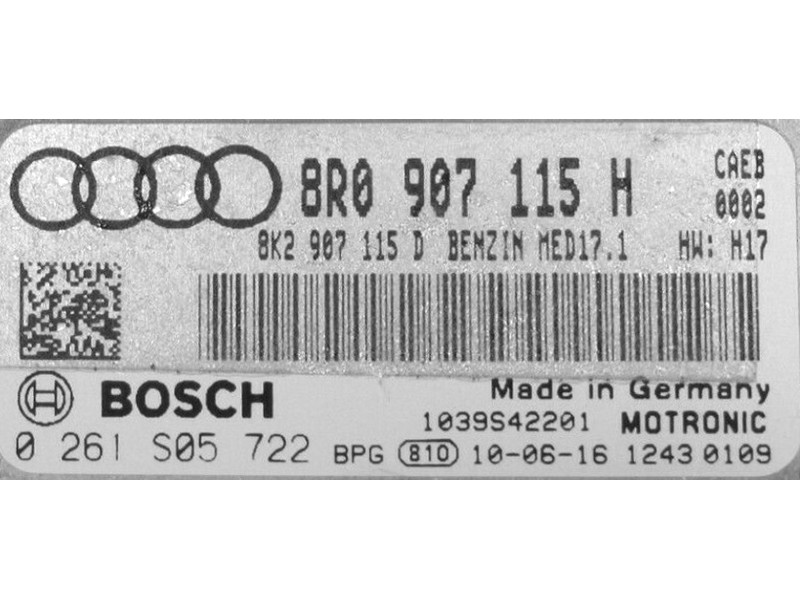 8R0 907 115 H CAEB
0002
8K2 907 115 D BENZIN MED17.1 HW: H17
BOSCH Made in Germany
1039S42201 MOTRONIC
0 261 S05 722 BPG 810 10-06-16 1243 0109